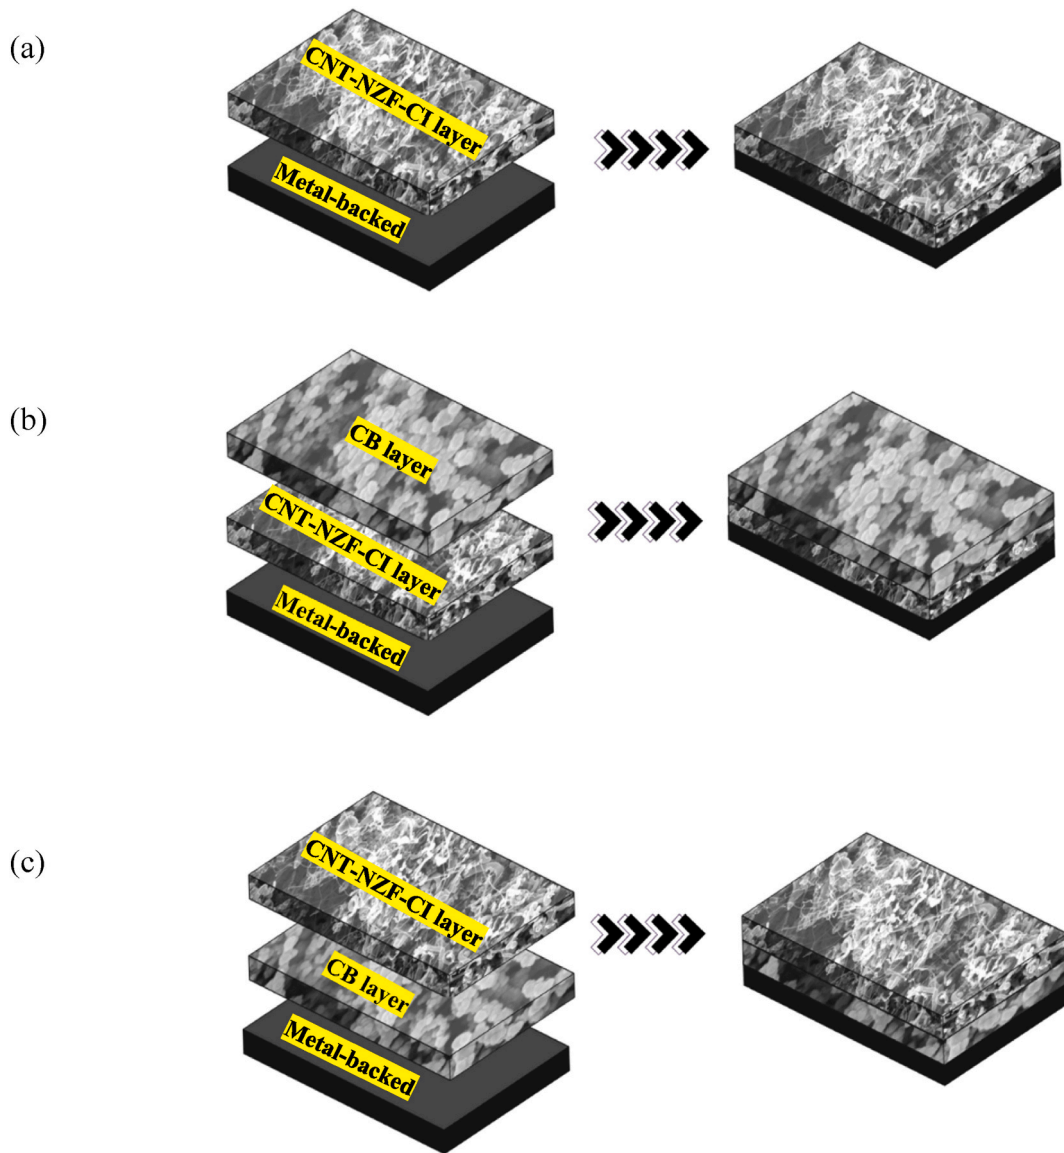 (a)
CNT-NZF-CI layer
Metal-backed
(b)
CB layer
CNT-NZF-CI layer
Metal-backed
(c)
CNT-NZF-CI layer
CB layer
Metal-backed